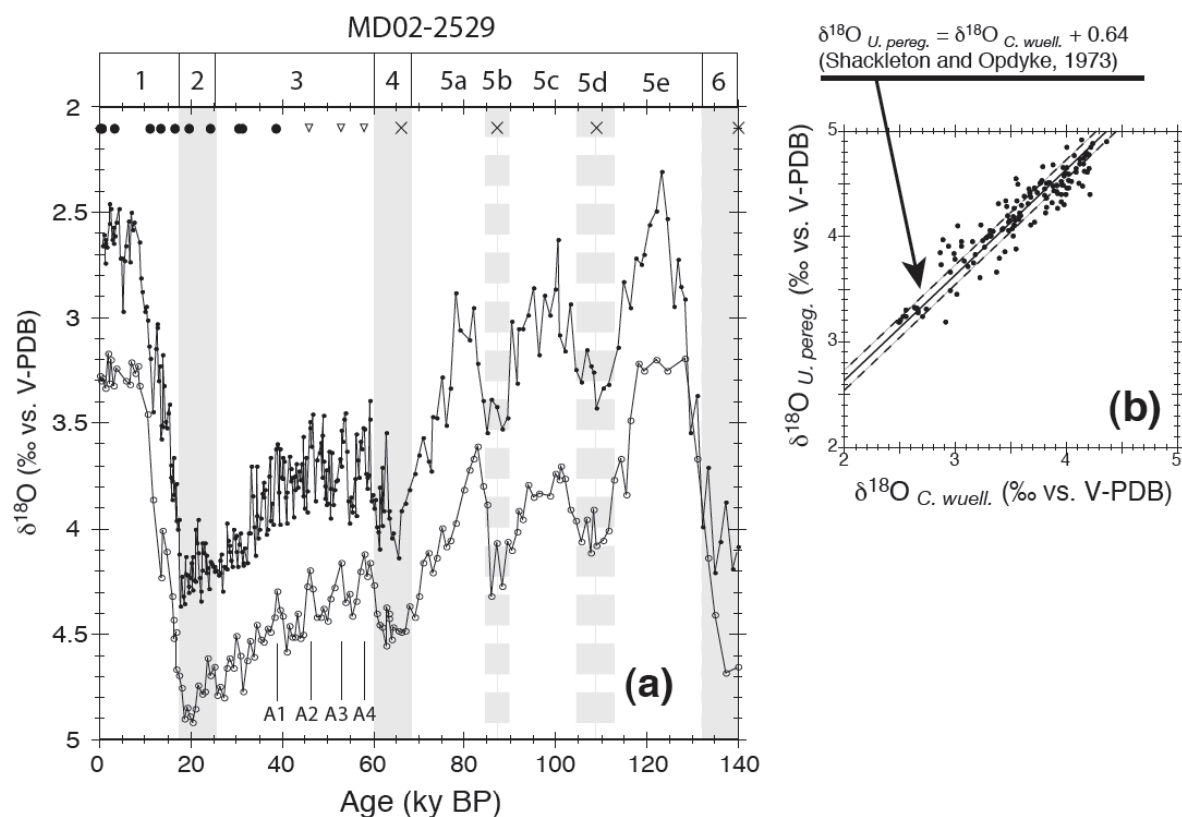 MD02-2529
1 2 3 4 5a 5b 5c 5d 5e 6
2
2.5
3
3.5
4
4.5
5
δ18O (‰ vs. V-PDB)
A1 A2 A3 A4
(a)
0 20 40 60 80 100 120 140
Age (ky BP)
δ18O U. pereg. = δ18O C. wuell. + 0.64
(Shackleton and Opdyke, 1973)
5
4
3
2
δ18O U. pereg. (‰ vs. V-PDB)
(b)
2 3 4 5
δ18O C. wuell. (‰ vs. V-PDB)